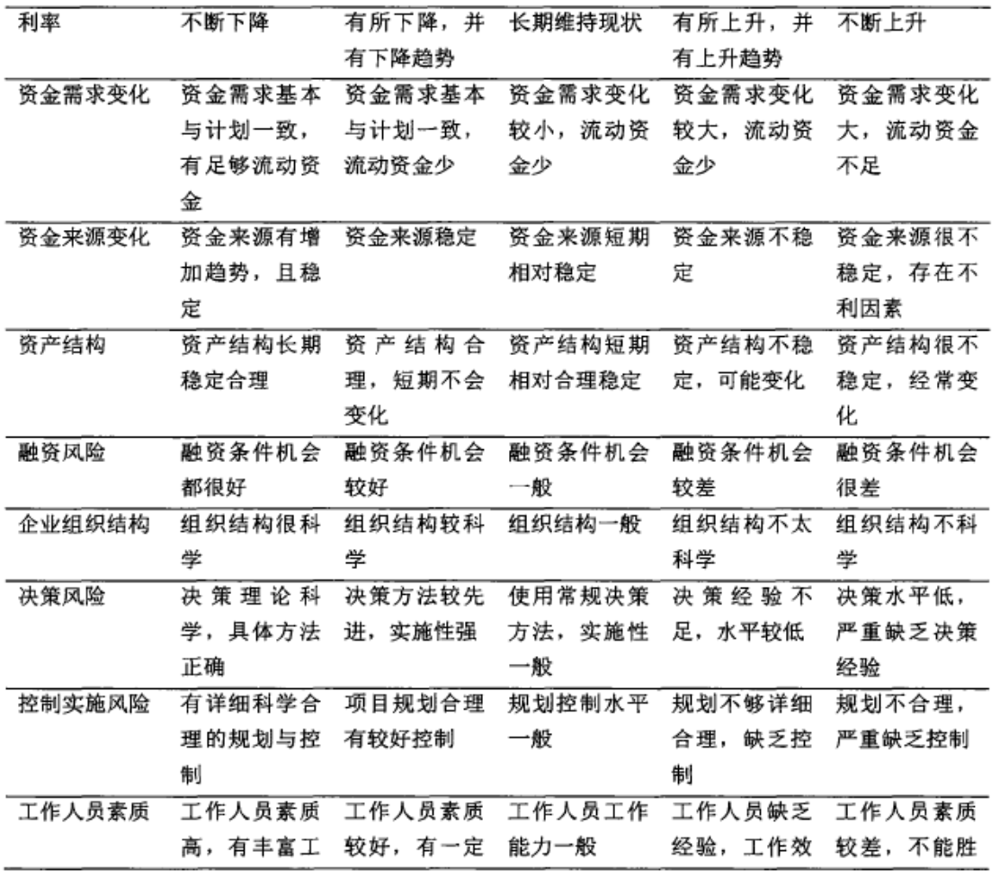 利率 不断下降 有所下降，并 长期维持现状 有所上升，并 不断上升
有下降趋势 有上升趋势
资金需求变化 资金需求基本 资金需求基本 资金需求变化 资金需求变化 资金需求变化
与计划一致， 与计划一致， 较小，流动资 较大，流动资 大，流动资金
有足够流动资 流动资金少 金少 金少 不足
金
资金来源变化 资金来源有增 资金来源稳定 资金来源短期 资金来源不稳 资金来源很不
加趋势，且稳 相对稳定 定 稳定，存在不
定 利因素
资产结构 资产结构长期 资产结构合 资产结构短期 资产结构不稳 资产结构很不
稳定合理 理，短期不会 相对合理稳定 定，可能变化 稳定，经常变
变化 化
融资风险 融资条件机会 融资条件机会 融资条件机会 融资条件机会 融资条件机会
都很好 较好 一般 较差 很差
企业组织结构 组织结构很科 组织结构较科 组织结构一般 组织结构不太 组织结构不科
学 学 科学 学
决策风险 决策理论科 决策方法较先 使用常规决策 决策经验不 决策水平低，
学，具体方法 进，实施性强 方法，实施性 足，水平较低 严重缺乏决策
正确 一般 经验
控制实施风险 有详细科学合 项目规划合理 规划控制水平 规划不够详细 规划不合理，
理的规划与控 有较好控制 一般 合理，缺乏控 严重缺乏控制
制 制
工作人员素质 工作人员素质 工作人员素质 工作人员工作 工作人员缺乏 工作人员素质
高，有丰富工 较好，有一定 能力一般 经验，工作效 较差，不能胜